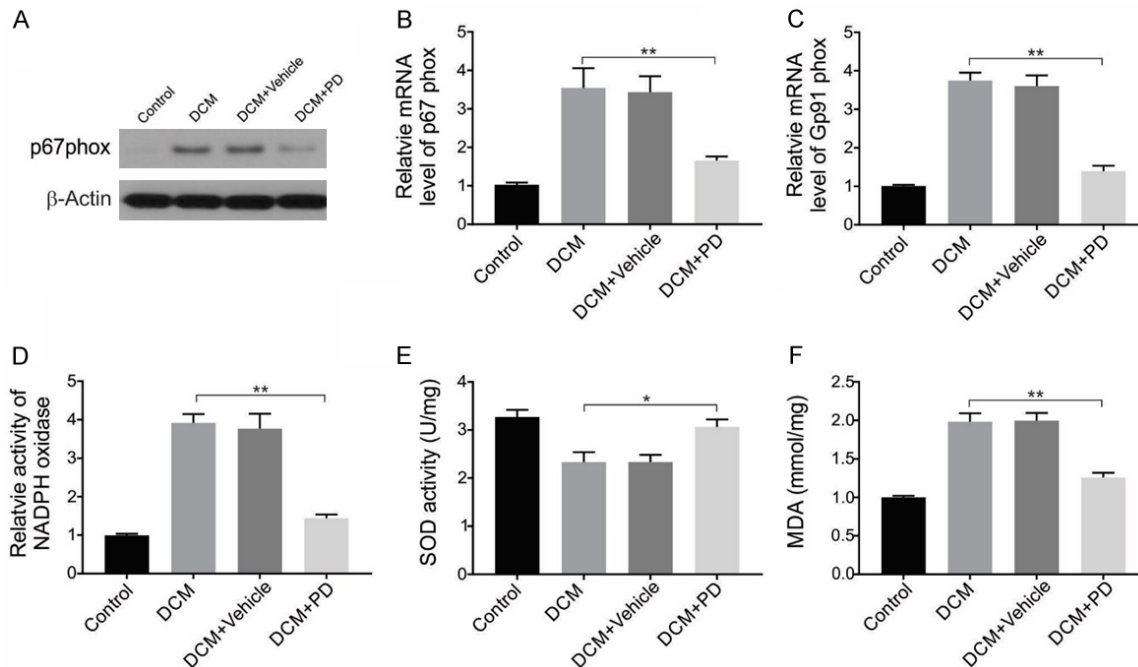 A
Control
DCM
DCM+Vehicle
DCM+PD
p67phox
β-Actin
B
Relatvie mRNA
level of p67 phox
5
4
3
2
1
0
**
Control
DCM
DCM+Vehicle
DCM+PD
C
Relatvie mRNA
level of Gp91 phox
5
4
3
2
1
0
**
Control
DCM
DCM+Vehicle
DCM+PD
D
Relatvie activity of
NADPH oxidase
5
4
3
2
1
0
**
Control
DCM
DCM+Vehicle
DCM+PD
E
SOD activity (U/mg)
4
3
2
1
0
*
Control
DCM
DCM+Vehicle
DCM+PD
F
MDA (mmol/mg)
2.5
2.0
1.5
1.0
0.5
0.0
**
Control
DCM
DCM+Vehicle
DCM+PD